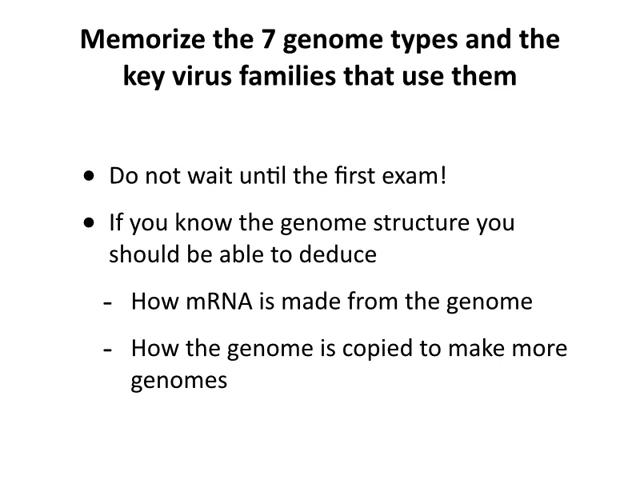 Memorize the 7 genome types and the
key virus families that use them
• Do not wait until the first exam!
• If you know the genome structure you
should be able to deduce
- How mRNA is made from the genome
- How the genome is copied to make more
genomes